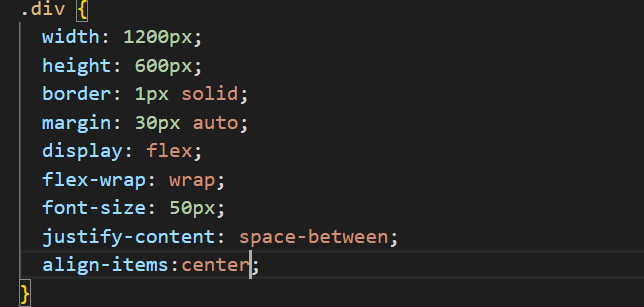 .div {
width: 1200px;
height: 600px;
border: 1px solid;
margin: 30px auto;
display: flex;
flex-wrap: wrap;
font-size: 50px;
justify-content: space-between;
align-items:center;
}